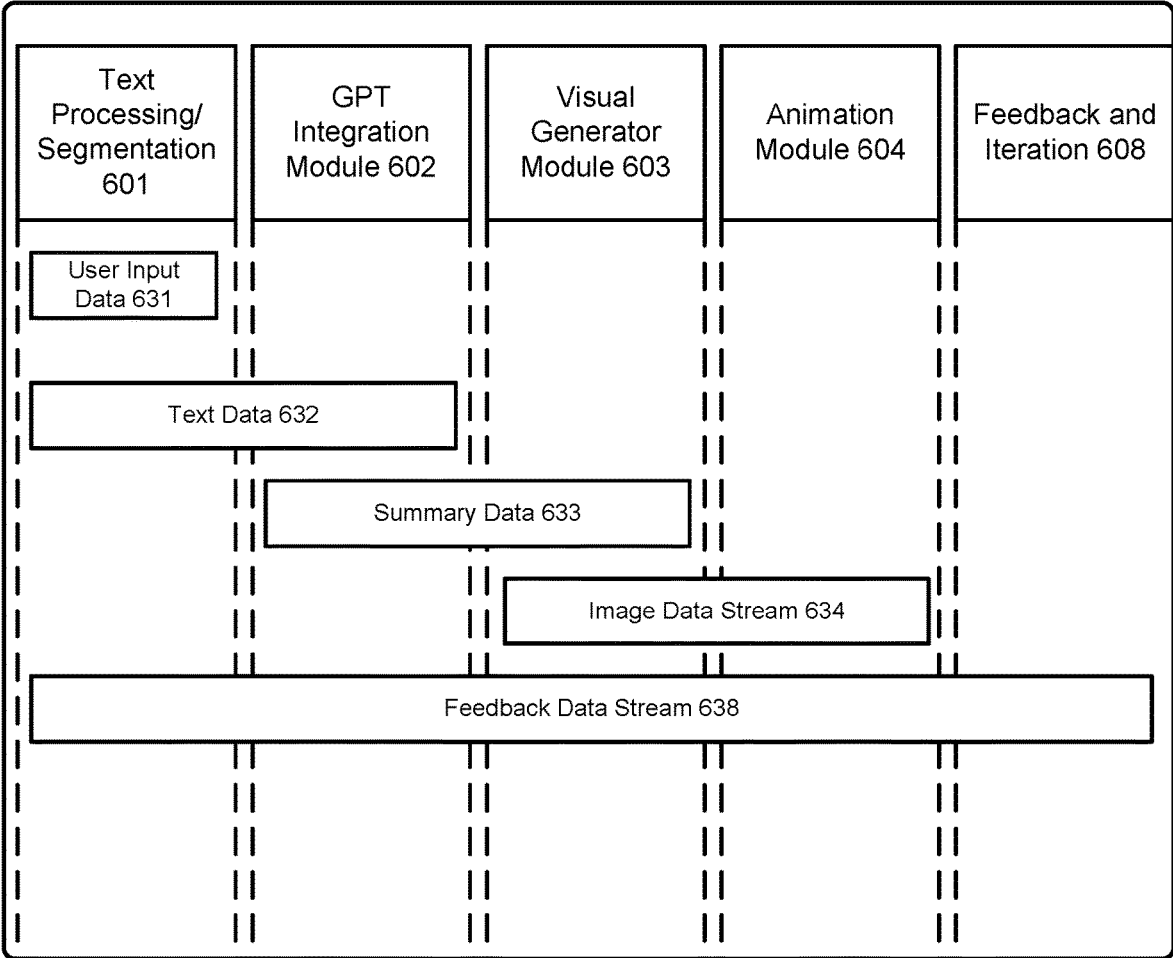 Text
Processing/
Segmentation
601
GPT
Integration
Module 602
Visual
Generator
Module 603
Animation
Module 604
Feedback and
Iteration 608
User Input
Data 631
Text Data 632
Summary Data 633
Image Data Stream 634
Feedback Data Stream 638